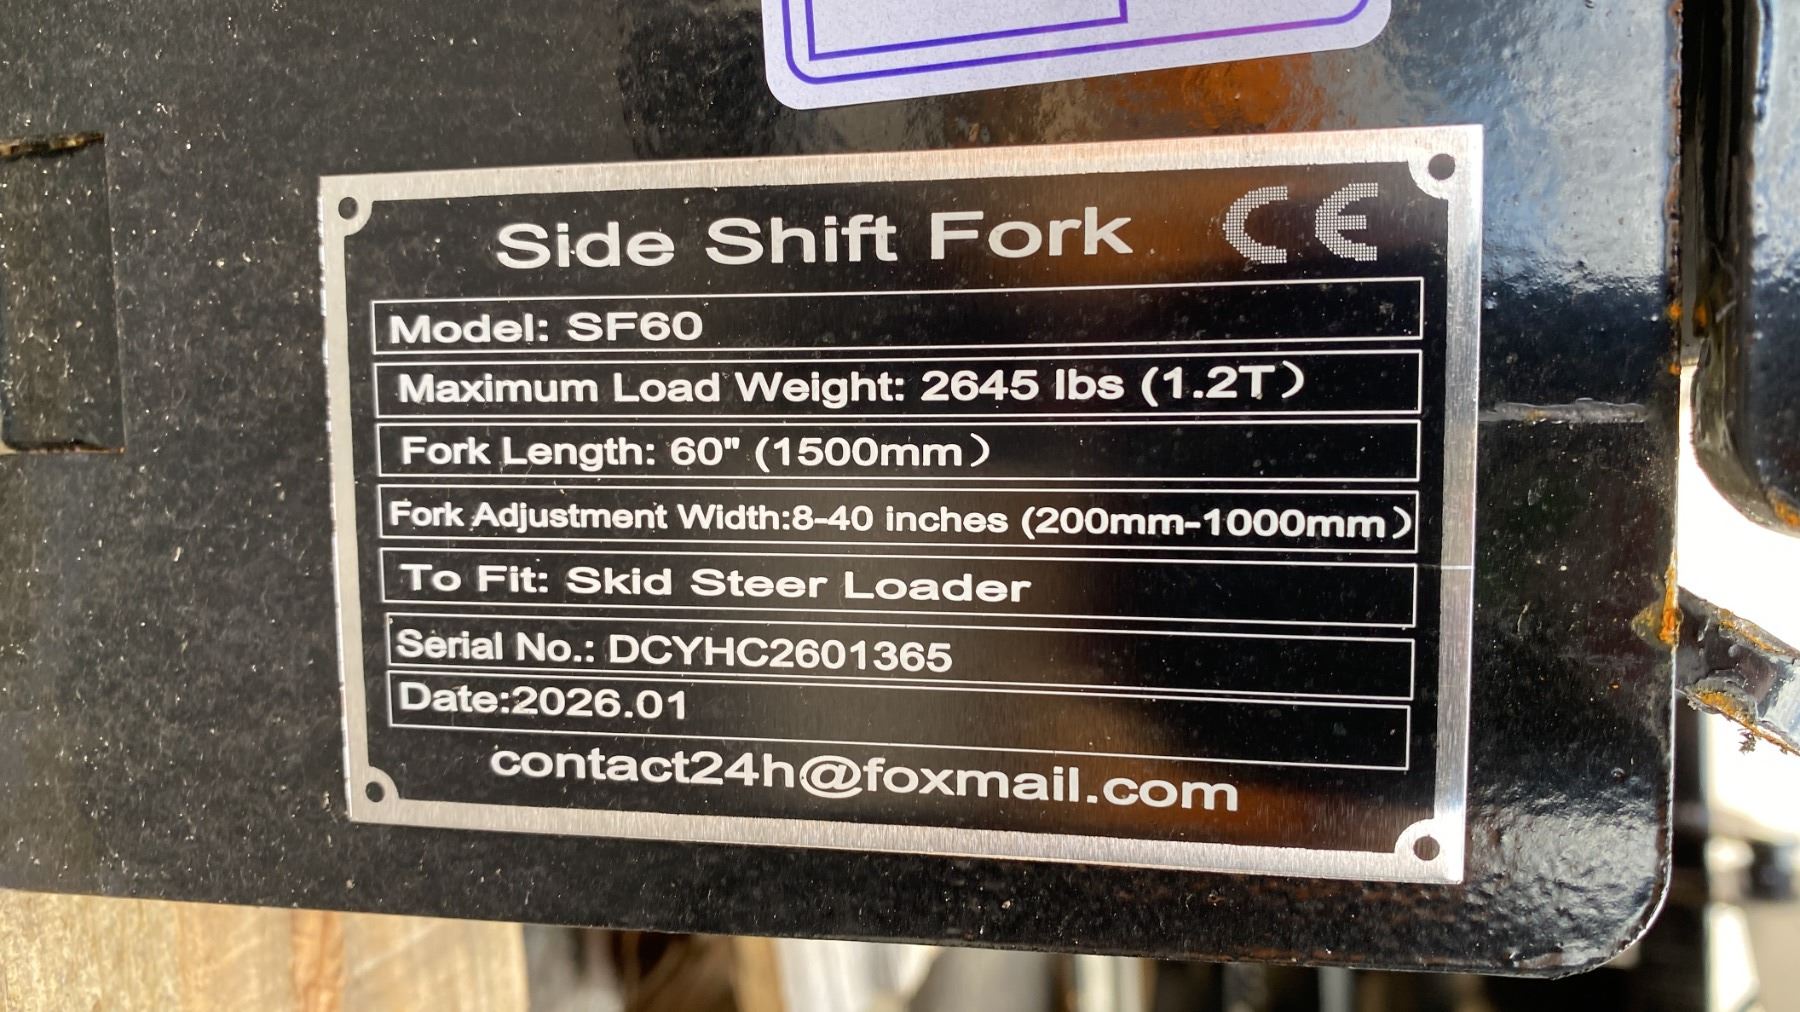 Side Shift Fork CE
Model: SF60
Maximum Load Weight: 2645 lbs (1.2T)
Fork Length: 60" (1500mm)
Fork Adjustment Width:8-40 inches (200mm-1000mm)
To Fit: Skid Steer Loader
Serial No.: DCYHC2601365
Date:2026.01
contact24h@foxmail.com